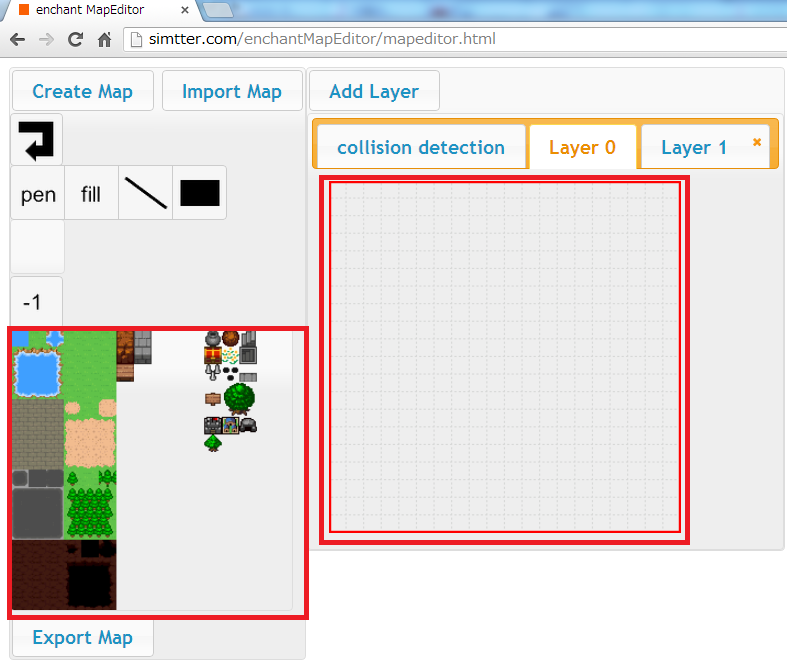 enchant MapEditor
simtter.com/enchantMapEditor/mapeditor.html
Create Map
Import Map
Add Layer
collision detection
Layer 0
Layer 1
pen
fill
-1
Export Map